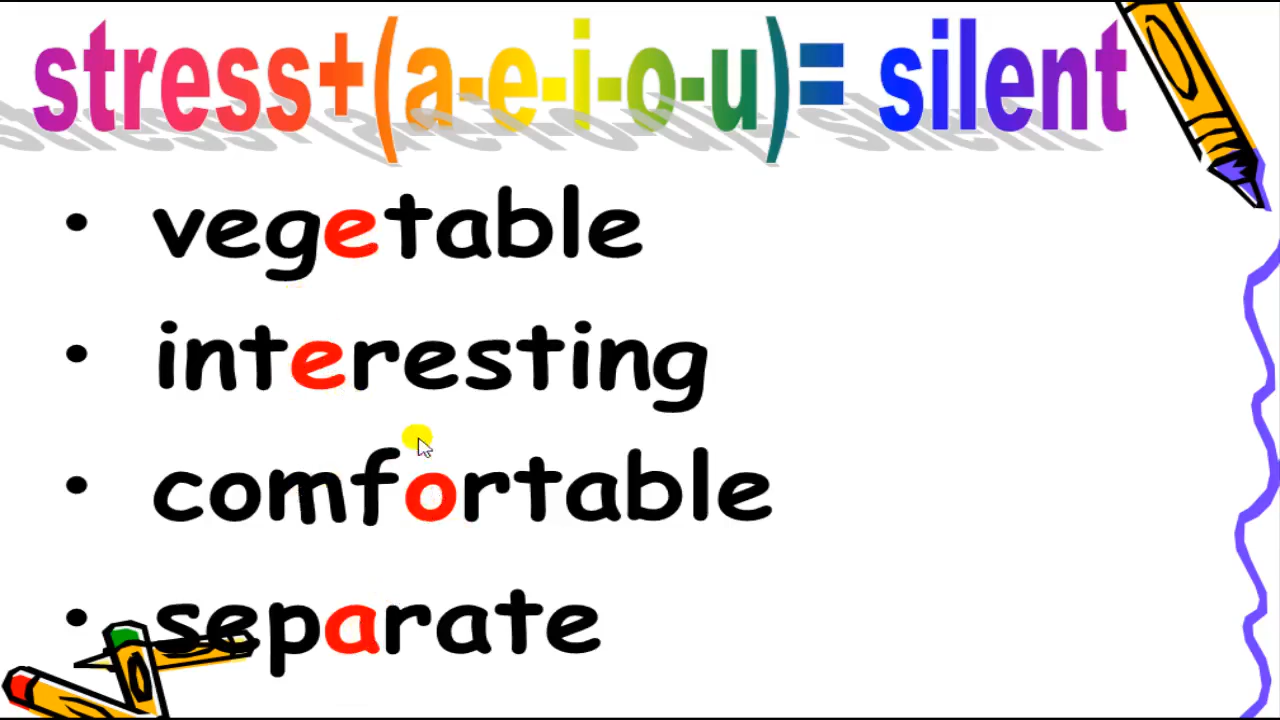 stress+(a-e-i-o-u)= silent
• vegetable
• interesting
• comfortable
• separate